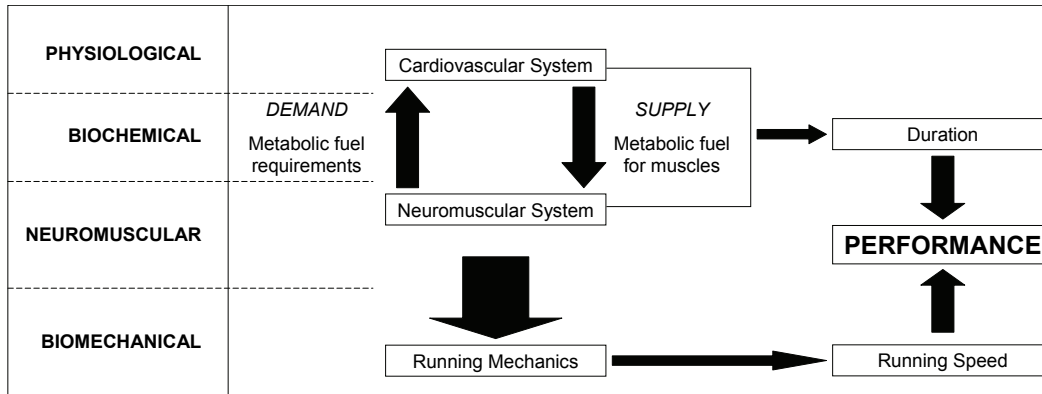 PHYSIOLOGICAL
BIOCHEMICAL
NEUROMUSCULAR
BIOMECHANICAL
Cardiovascular System
DEMAND
Metabolic fuel
requirements
SUPPLY
Metabolic fuel
for muscles
Neuromuscular System
Running Mechanics
Duration
PERFORMANCE
Running Speed